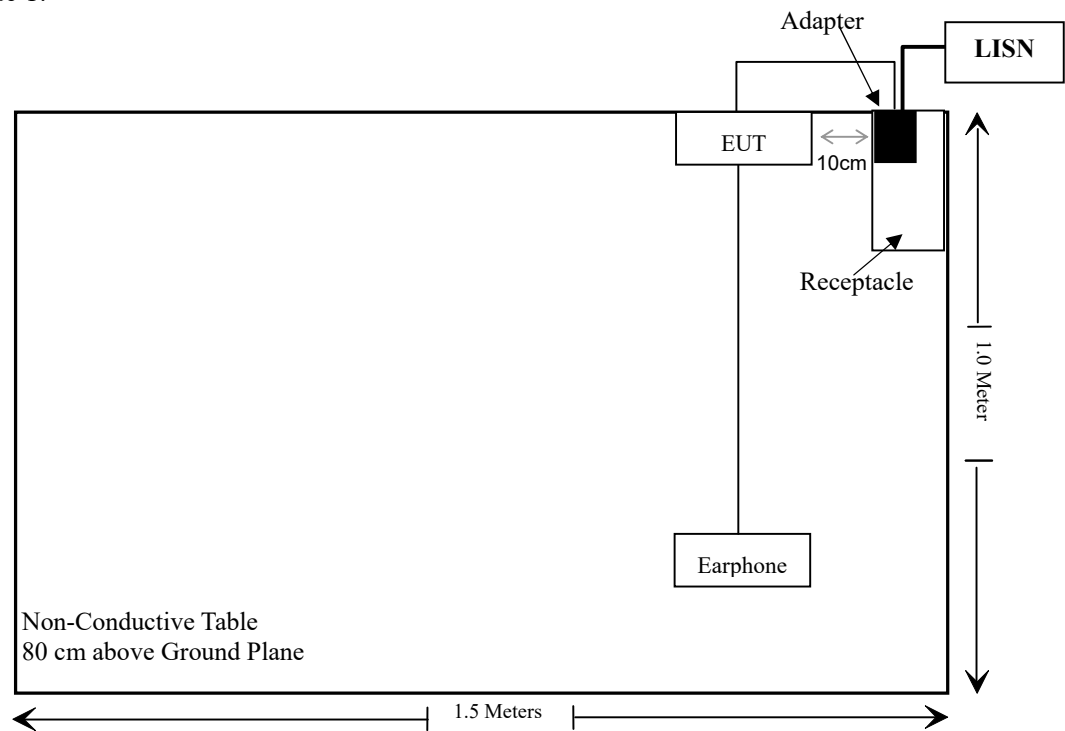 Adapter
LISN
EUT
10cm
Receptacle
1.0 Meter
Earphone
Non-Conductive Table
80 cm above Ground Plane
1.5 Meters